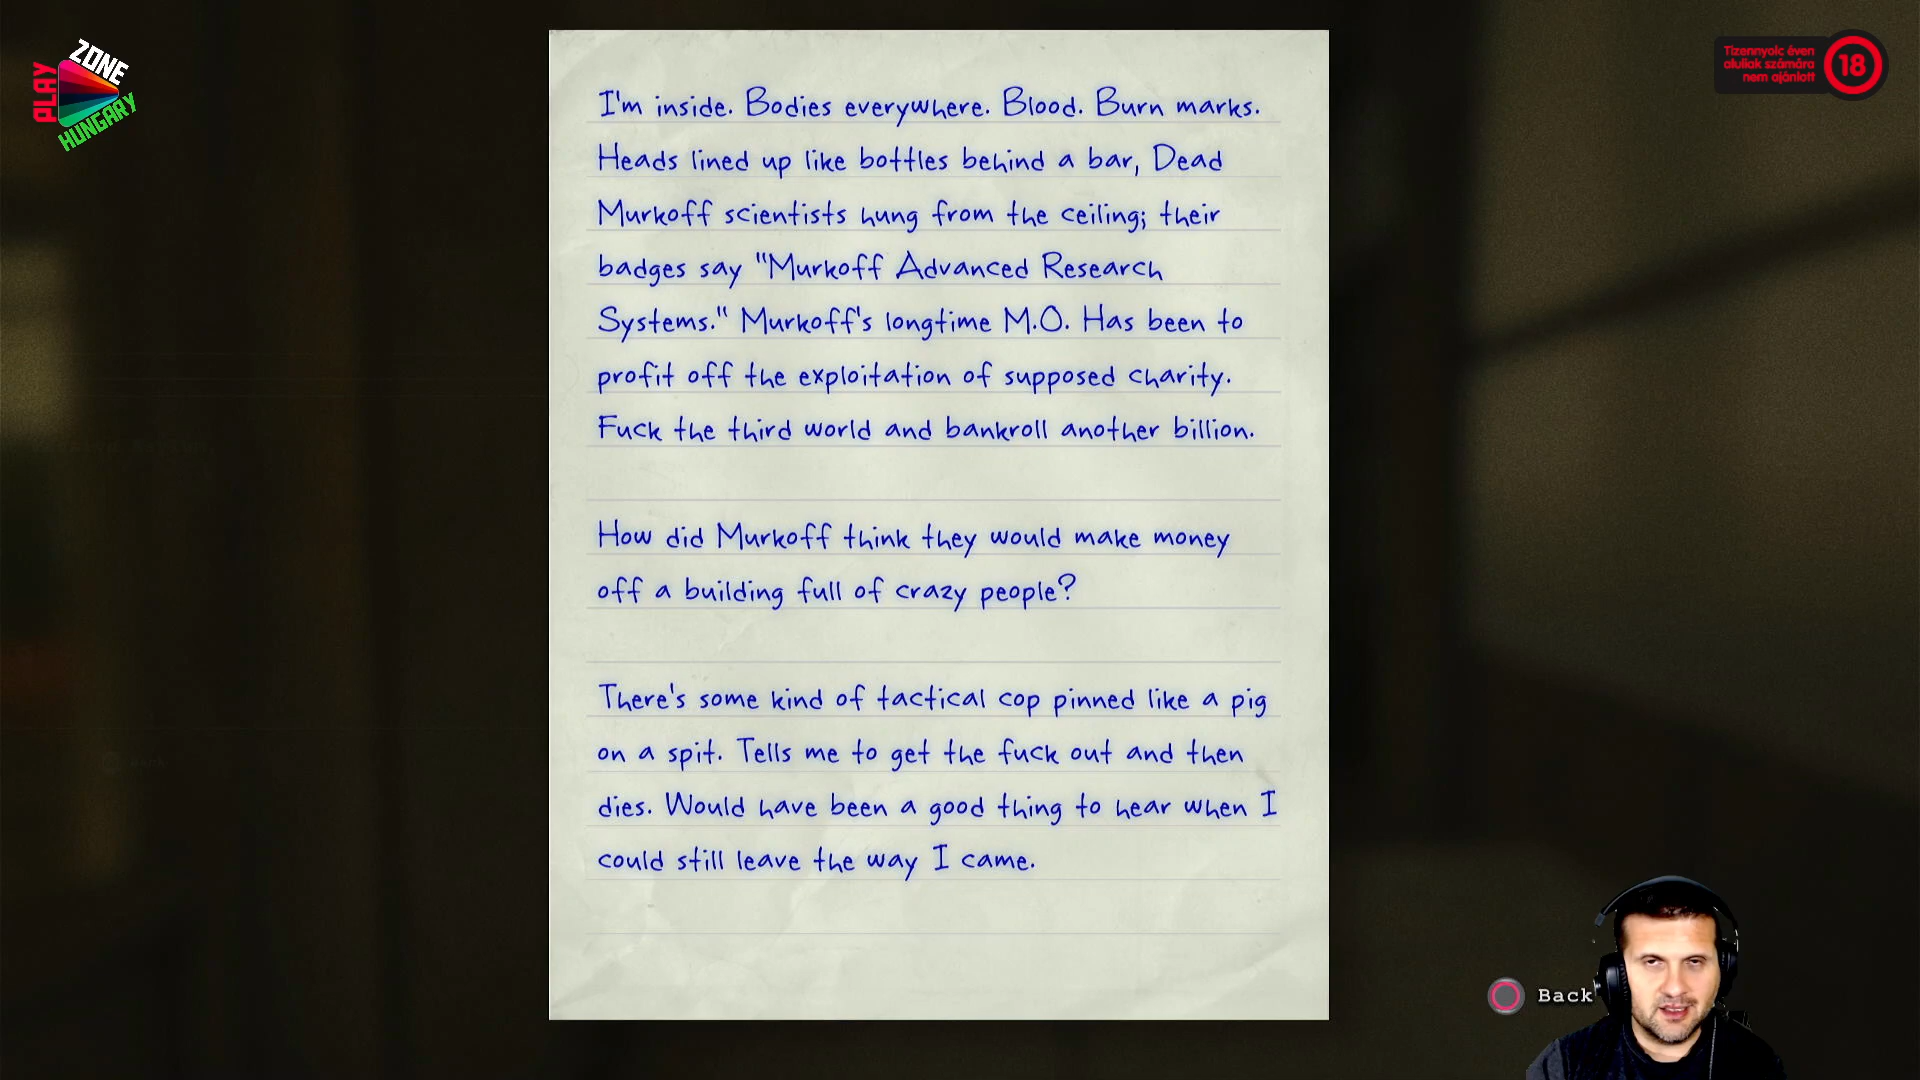 PLAY
ZONE
HUNGARY
Tizennyolc éven
aluliak számára
nem ajánlott
18
I'm inside. Bodies everywhere. Blood. Burn marks.
Heads lined up like bottles behind a bar, Dead
Murkoff scientists hung from the ceiling; their
badges say "Murkoff Advanced Research
Systems." Murkoff's longtime M.O. Has been to
profit off the exploitation of supposed charity.
Fuck the third world and bankroll another billion.
How did Murkoff think they would make money
off a building full of crazy people?
There's some kind of tactical cop pinned like a pig
on a spit. Tells me to get the fuck out and then
dies. Would have been a good thing to hear when I
could still leave the way I came.
Back